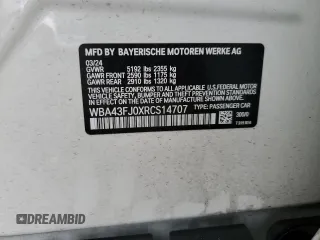 MFD BY BAYERISCHE MOTOREN WERKE AG
03/24
GVWR 5192 lbs 2355 kg
GAWR FRONT 2590 lbs 1175 kg
GAWR REAR 2910 lbs 1320 kg
THIS VEHICLE CONFORMS TO ALL APPLICABLE
FEDERAL MOTOR VEHICLE SAFETY,
BUMPER, AND THEFT PREVENTION STANDARDS
IN EFFECT ON THE DATE OF MANUFACTURE
SHOWN ABOVE
WBA43FJ0XRCS14707
TYPE: PASSENGER CAR
300/0
DREAMBID